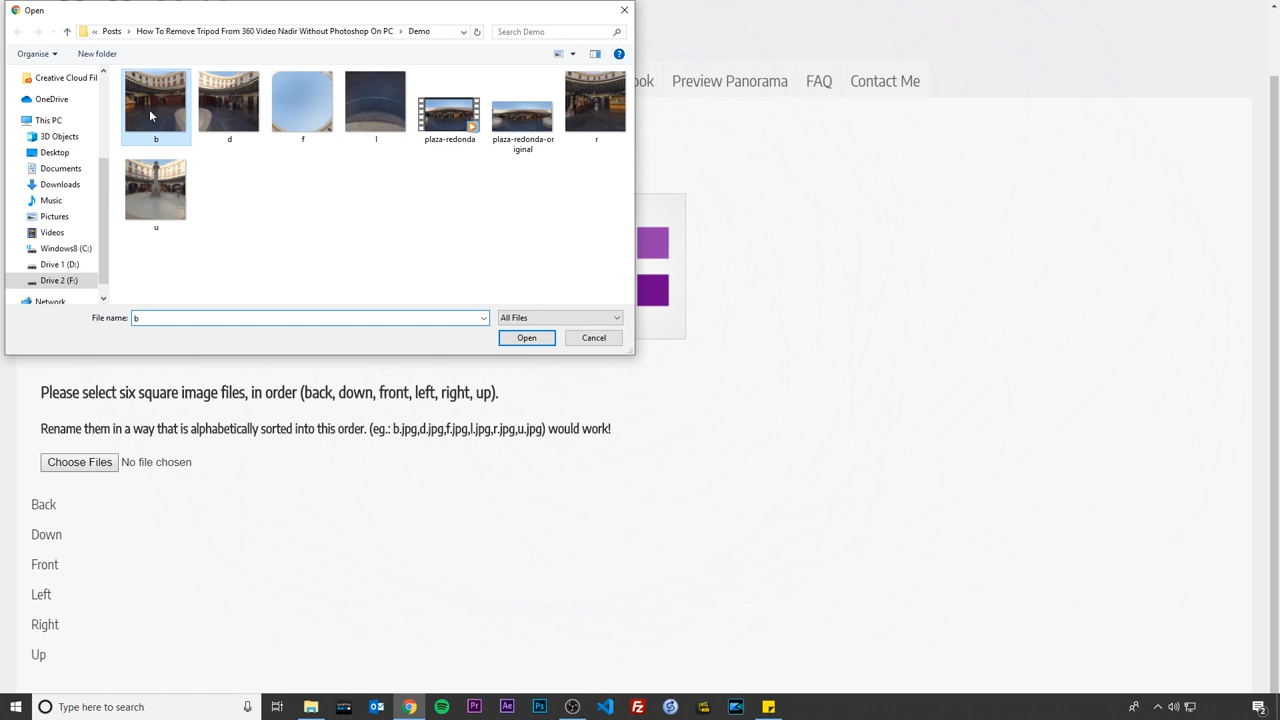 Open
Posts How To Remove Tripod From 360 Video Nadir Without Photoshop On PC Demo
Search Demo
Organise New folder
Creative Cloud Fil
OneDrive
This PC
3D Objects
Desktop
Documents
Downloads
Music
Pictures
Videos
Windows8 (C:)
Drive 1 (D:)
Drive 2 (F:)
Network
b
d
f
l
plaza-redonda
plaza-redonda-or
iginal
r
u
File name: b
All Files
Open Cancel
ook Preview Panorama FAQ Contact Me
Please select six square image files, in order (back, down, front, left, right, up).
Rename them in a way that is alphabetically sorted into this order. (eg.: b.jpg,d.jpg,f.jpg,l.jpg,r.jpg,u.jpg) would work!
Choose Files No file chosen
Back
Down
Front
Left
Right
Up
Type here to search
Pr
Ae
Ps